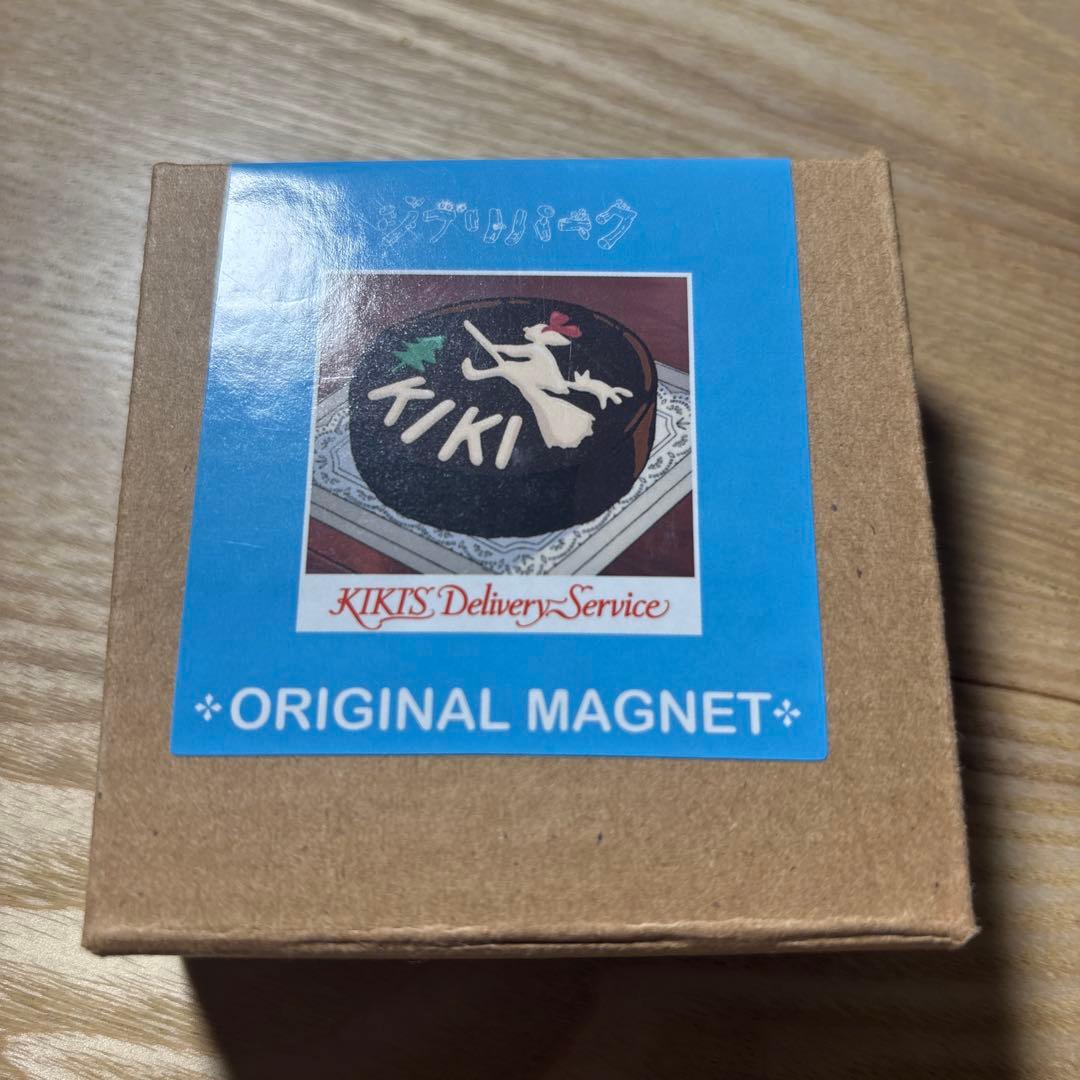 ジブリパーク
KIKI
KIKI'S Delivery Service
ORIGINAL MAGNET